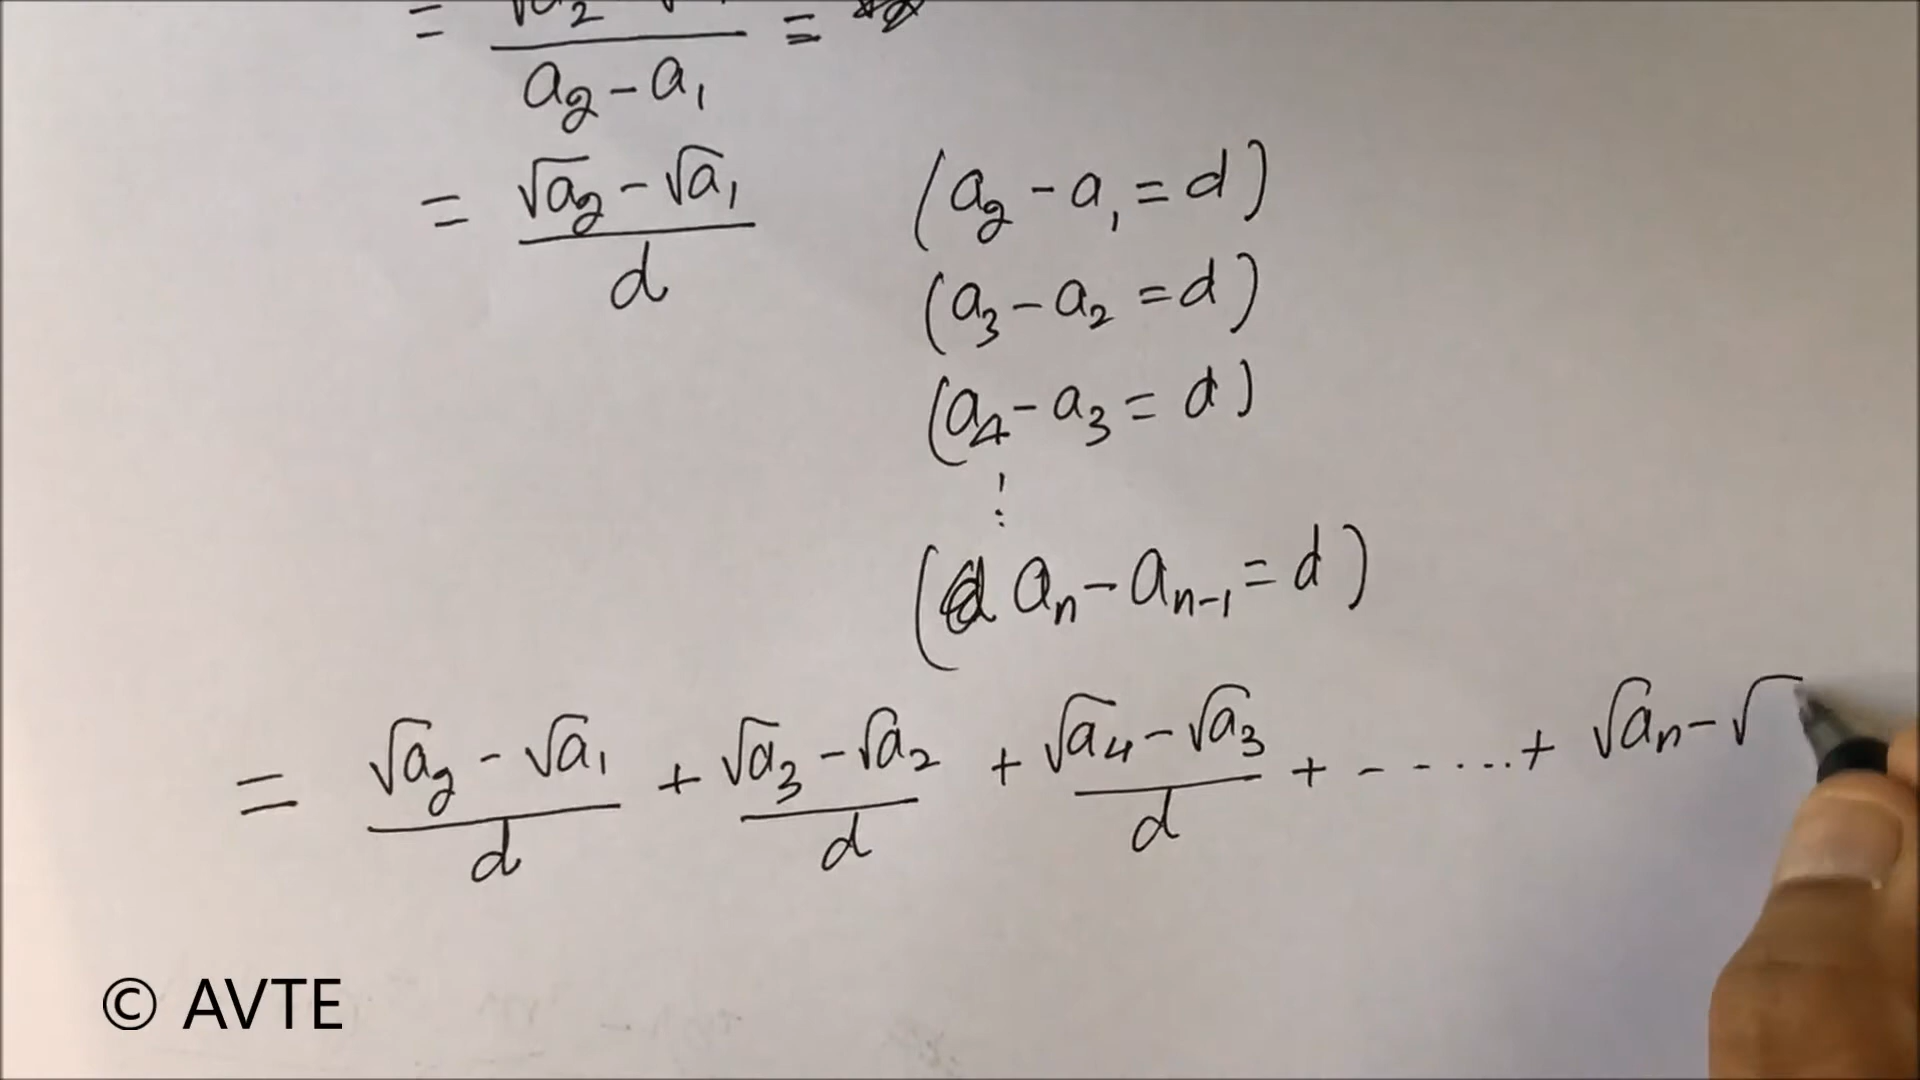 = √a₂ - √
a₂ - a₁ =
= √a₂ - √a₁ / d (a₂ - a₁ = d)
(a₃ - a₂ = d)
(a₄ - a₃ = d)
⋮
( aₙ - aₙ₋₁ = d)
= √a₂ - √a₁ / d + √a₃ - √a₂ / d + √a₄ - √a₃ / d + - - .... + √aₙ - √
© AVTE